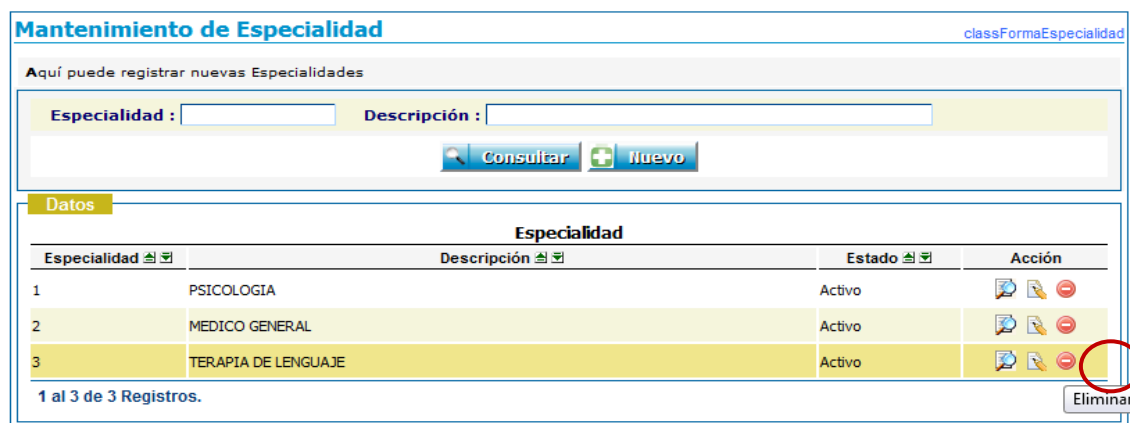 Mantenimiento de Especialidad classFormaEspecialidad
Aquí puede registrar nuevas Especialidades
Especialidad : Descripción :
Consultar Nuevo
Datos
Especialidad
Especialidad Descripción Estado Acción
1 PSICOLOGIA Activo
2 MEDICO GENERAL Activo
3 TERAPIA DE LENGUAJE Activo
1 al 3 de 3 Registros.
Eliminar